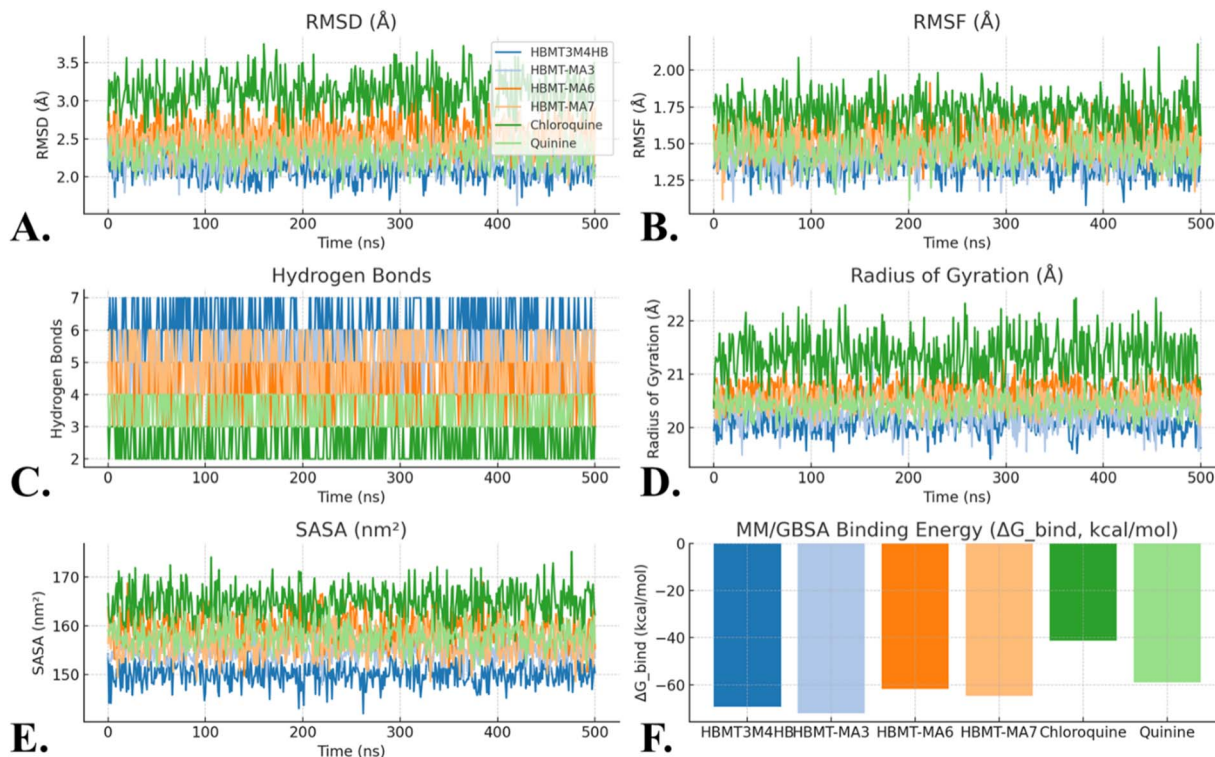 RMSD (Å)
RMSD (Å)
3.5
3.0
2.5
2.0
0 100 200 300 400 500
Time (ns)
HBMT3M4HB
HBMT-MA3
HBMT-MA6
HBMT-MA7
Chloroquine
Quinine
A.
RMSF (Å)
RMSF (Å)
2.00
1.75
1.50
1.25
0 100 200 300 400 500
Time (ns)
B.
Hydrogen Bonds
Hydrogen Bonds
7
6
5
4
3
2
0 100 200 300 400 500
Time (ns)
C.
Radius of Gyration (Å)
Radius of Gyration (Å)
22
21
20
0 100 200 300 400 500
Time (ns)
D.
SASA (nm²)
SASA (nm²)
170
160
150
0 100 200 300 400 500
Time (ns)
E.
MM/GBSA Binding Energy (ΔG_bind, kcal/mol)
ΔG_bind (kcal/mol)
0
−20
−40
−60
HBMT3M4HB HBMT-MA3 HBMT-MA6 HBMT-MA7 Chloroquine Quinine
F.